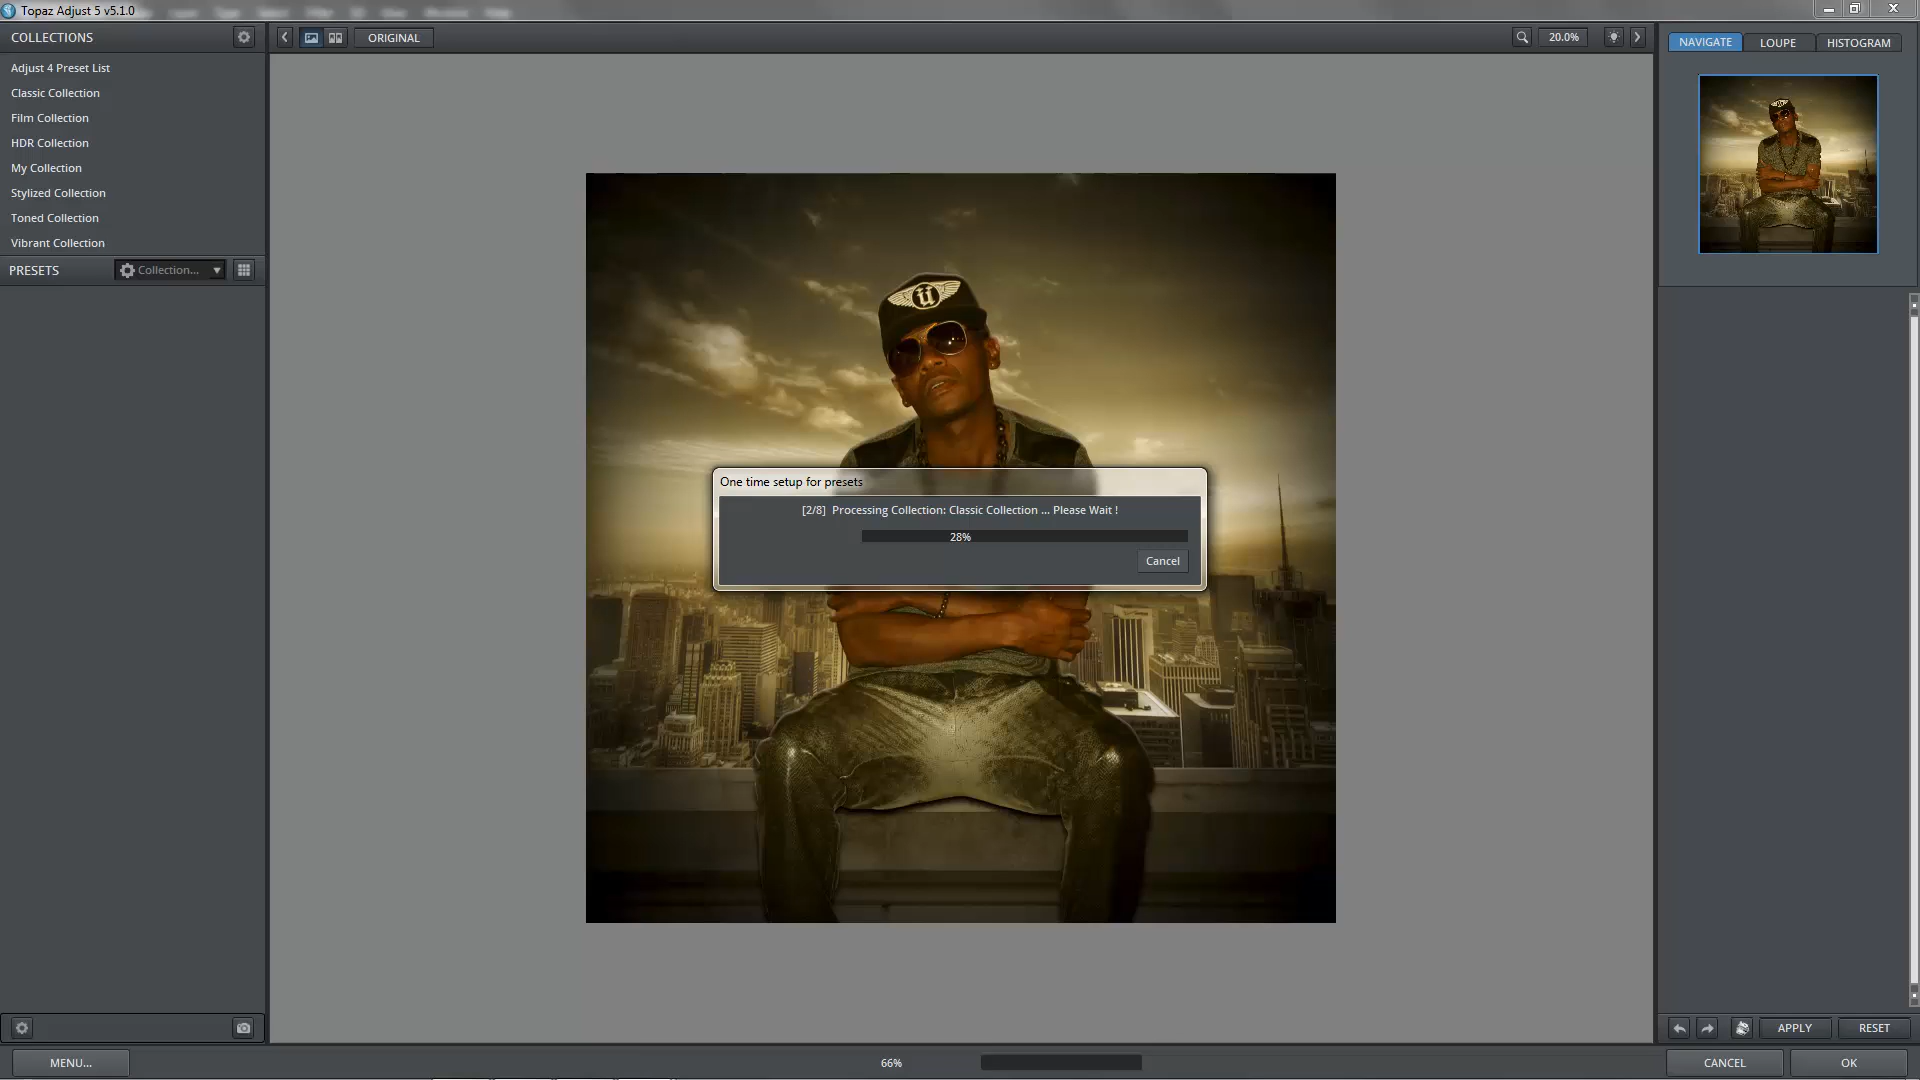 Topaz Adjust 5 v5.1.0
COLLECTIONS
ORIGINAL
20.0%
NAVIGATE
LOUPE
HISTOGRAM
Adjust 4 Preset List
Classic Collection
Film Collection
HDR Collection
My Collection
Stylized Collection
Toned Collection
Vibrant Collection
PRESETS
Collection...
One time setup for presets
[2/8] Processing Collection: Classic Collection ... Please Wait !
28%
Cancel
APPLY
RESET
MENU...
66%
CANCEL
OK